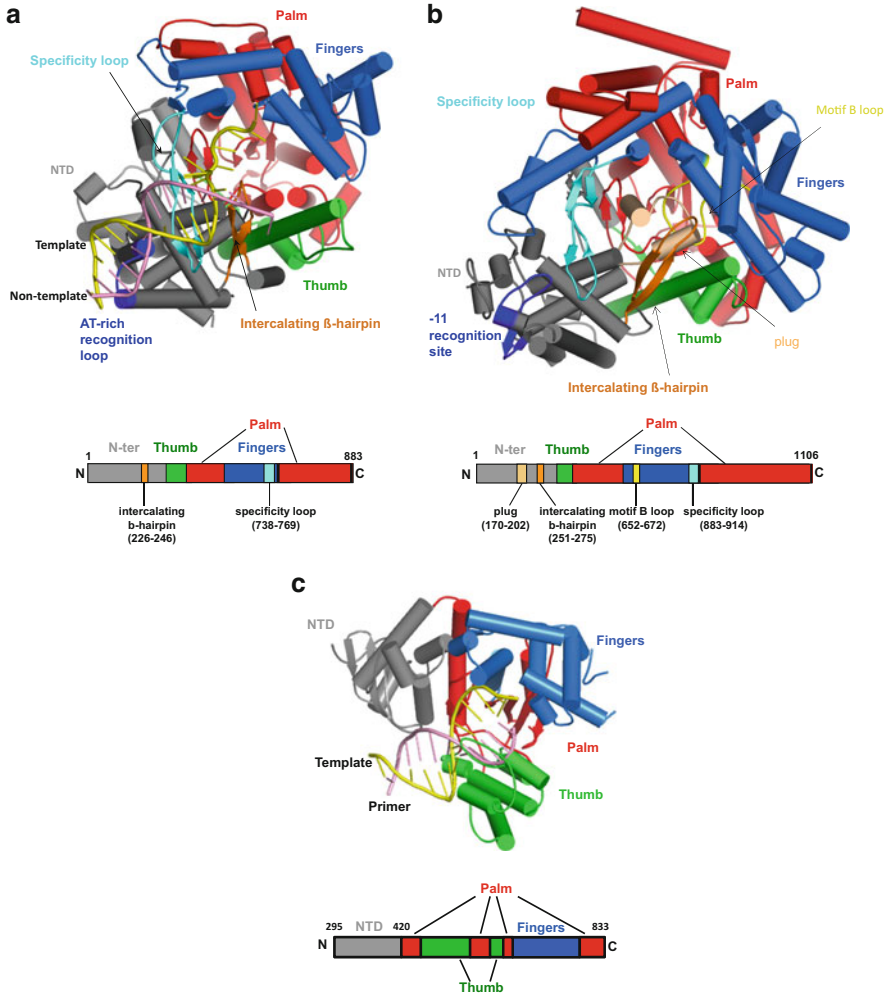 a
Palm
Fingers
Specificity loop
NTD
Template
Non-template
AT-rich
recognition
loop
Thumb
Intercalating ß-hairpin
Palm
1
N-ter
Thumb
Fingers
883
N
C
intercalating
b-hairpin
(226-246)
specificity loop
(738-769)
b
Palm
Specificity loop
Motif B loop
Fingers
NTD
-11
recognition
site
Thumb
plug
Intercalating ß-hairpin
Palm
1
N-ter
Thumb
Fingers
1106
N
C
plug
(170-202)
intercalating
b-hairpin
(251-275)
motif B loop
(652-672)
specificity loop
(883-914)
c
NTD
Fingers
Palm
Template
Thumb
Primer
Palm
295
NTD
420
Fingers
833
N
C
Thumb